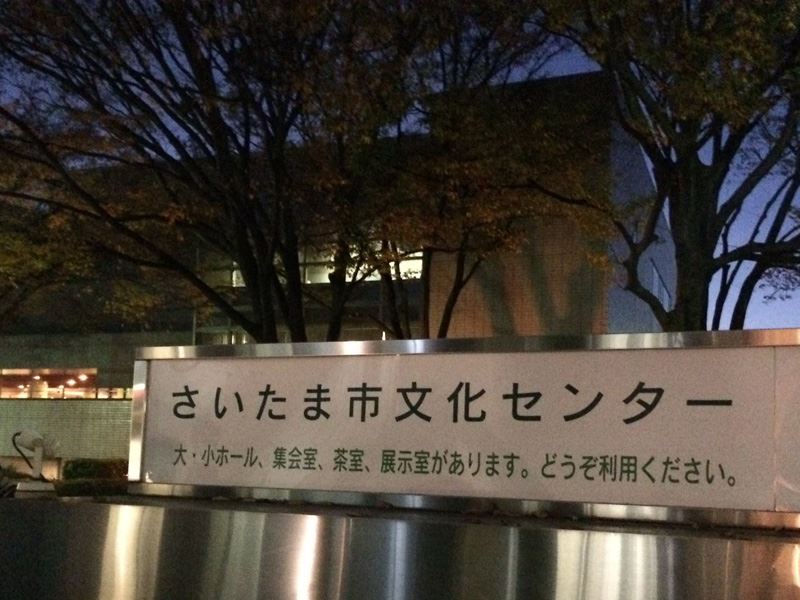 さいたま市文化センター
大・小ホール、集会室、茶室、展示室があります。どうぞ利用ください。